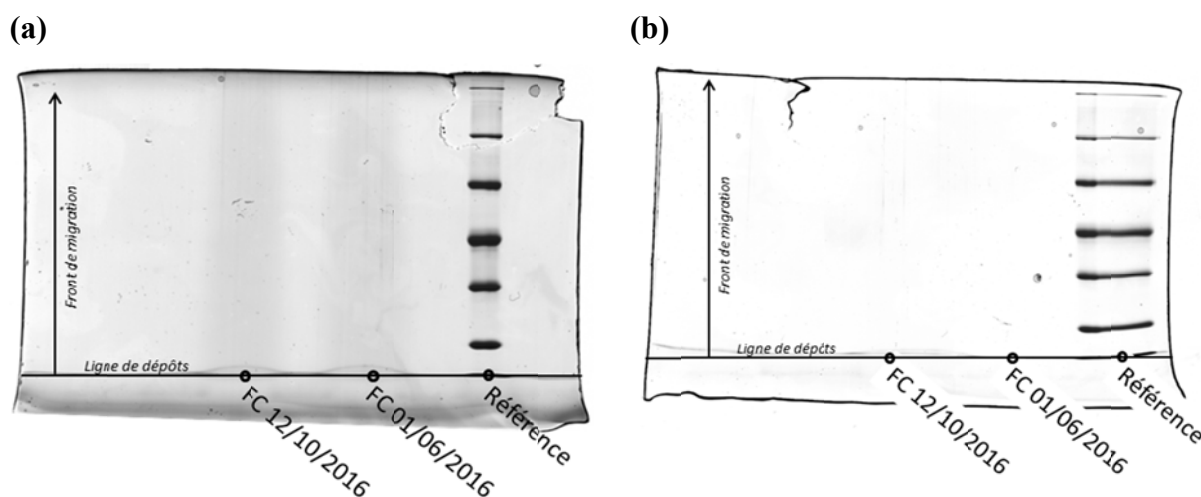 (a)
Front de migration
Ligne de dépôts
FC 12/10/2016
FC 01/06/2016
Référence
(b)
Front de migration
Ligne de dépôts
FC 12/10/2016
FC 01/06/2016
Référence